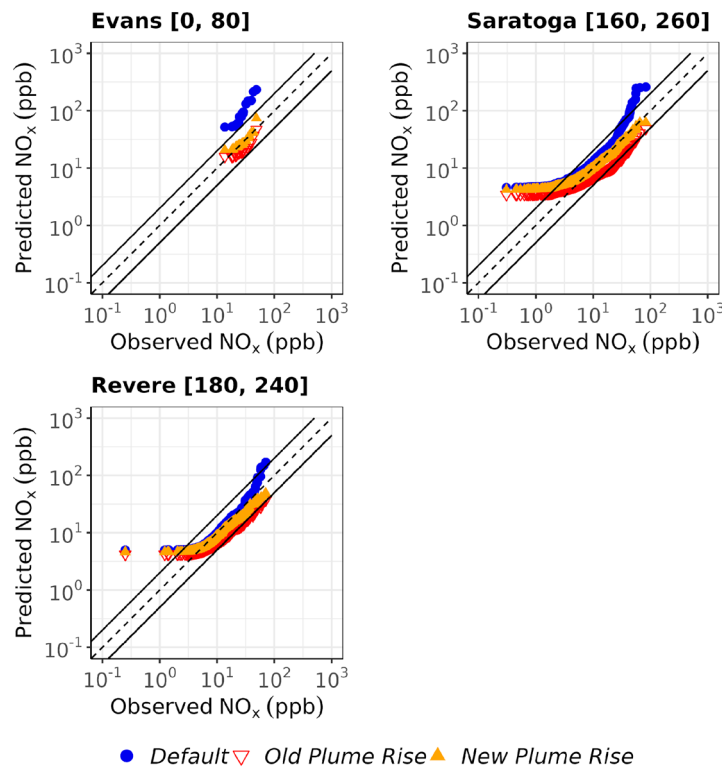 Evans [0, 80]
Saratoga [160, 260]
Predicted NOₓ (ppb)
10³
10²
10¹
10⁰
10⁻¹
10⁻¹ 10⁰ 10¹ 10² 10³
Observed NOₓ (ppb)
Predicted NOₓ (ppb)
10³
10²
10¹
10⁰
10⁻¹
10⁻¹ 10⁰ 10¹ 10² 10³
Observed NOₓ (ppb)
Revere [180, 240]
Predicted NOₓ (ppb)
10³
10²
10¹
10⁰
10⁻¹
10⁻¹ 10⁰ 10¹ 10² 10³
Observed NOₓ (ppb)
Default Old Plume Rise New Plume Rise